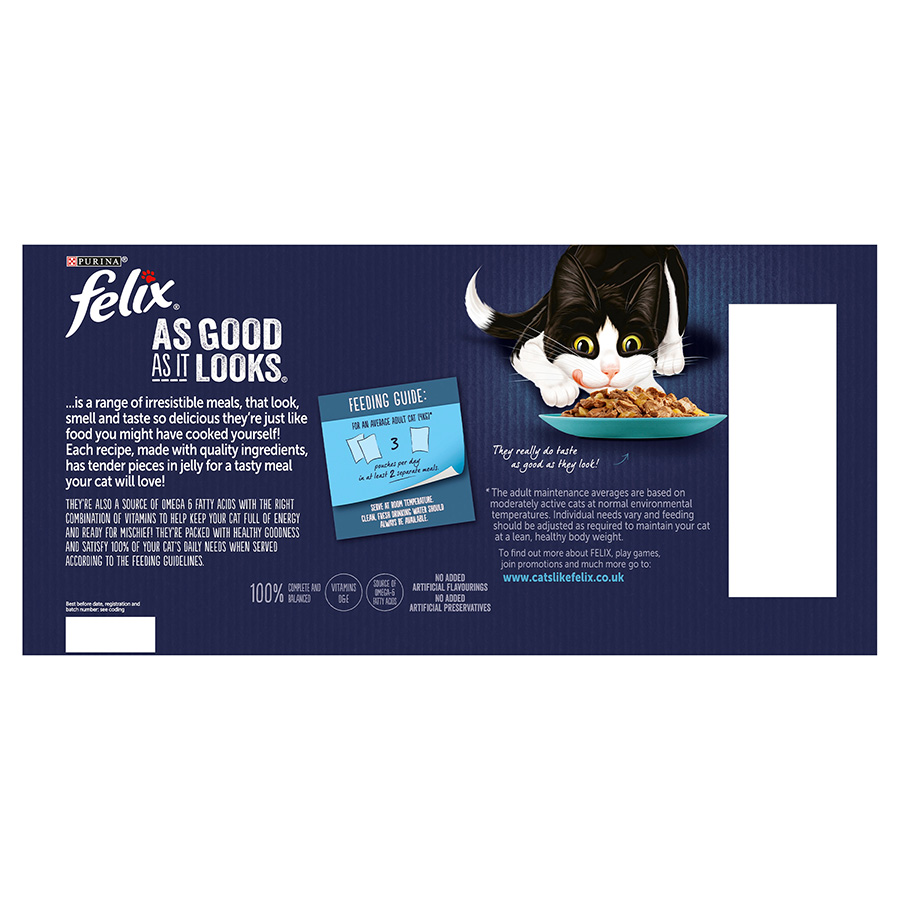 PURINA®
felix®
AS GOOD
AS IT LOOKS®
...is a range of irresistible meals, that look,
smell and taste so delicious they're just like
food you might have cooked yourself!
Each recipe, made with quality ingredients,
has tender pieces in jelly for a tasty meal
your cat will love!
THEY'RE ALSO A SOURCE OF OMEGA 6 FATTY ACIDS WITH THE RIGHT
COMBINATION OF VITAMINS TO HELP KEEP YOUR CAT FULL OF ENERGY
AND READY FOR MISCHIEF! THEY'RE PACKED WITH HEALTHY GOODNESS
AND SATISFY 100% OF YOUR CAT'S DAILY NEEDS WHEN SERVED
ACCORDING TO THE FEEDING GUIDELINES.
FEEDING GUIDE:
FOR AN AVERAGE ADULT CAT (4KG)*
3
pouches per day
in at least 2 separate meals.
SERVE AT ROOM TEMPERATURE.
CLEAN, FRESH DRINKING WATER SHOULD
ALWAYS BE AVAILABLE.
They really do taste
as good as they look!
* The adult maintenance averages are based on
moderately active cats at normal environmental
temperatures. Individual needs vary and feeding
should be adjusted as required to maintain your cat
at a lean, healthy body weight.
To find out more about FELIX, play games,
join promotions and much more go to:
www.catslikefelix.co.uk
100% COMPLETE AND
BALANCED
VITAMINS
D&E
SOURCE OF
OMEGA-6
FATTY ACIDS
NO ADDED
ARTIFICIAL FLAVOURINGS
NO ADDED
ARTIFICIAL PRESERVATIVES
Best before date, registration and
batch number: see coding